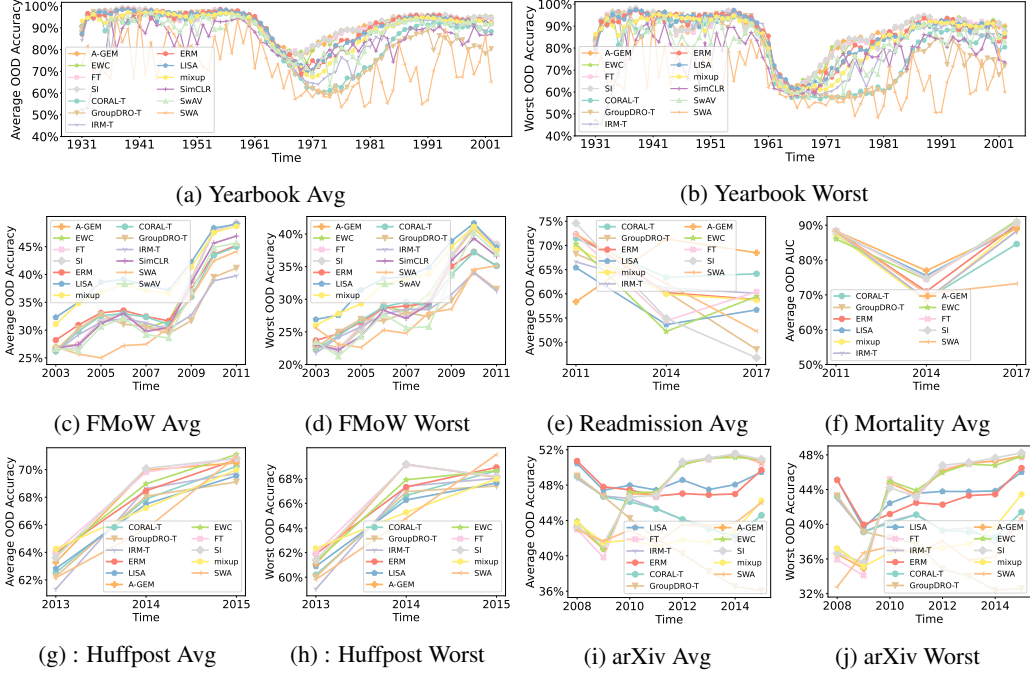 Average OOD Accuracy
100%
90%
80%
70%
60%
50%
40%
A-GEM
EWC
FT
SI
CORAL-T
GroupDRO-T
IRM-T
ERM
LISA
mixup
SimCLR
SwAV
SWA
1931
1941
1951
1961
1971
1981
1991
2001
Time
(a) Yearbook Avg
Worst OOD Accuracy
100%
90%
80%
70%
60%
50%
40%
A-GEM
EWC
FT
SI
CORAL-T
GroupDRO-T
IRM-T
ERM
LISA
mixup
SimCLR
SwAV
SWA
1931
1941
1951
1961
1971
1981
1991
2001
Time
(b) Yearbook Worst
Average OOD Accuracy
45%
40%
35%
30%
25%
A-GEM
EWC
FT
SI
ERM
LISA
mixup
CORAL-T
GroupDRO-T
IRM-T
SimCLR
SWA
SwAV
2003
2005
2007
2009
2011
Time
(c) FMoW Avg
Worst OOD Accuracy
40%
35%
30%
25%
20%
A-GEM
EWC
FT
SI
ERM
LISA
mixup
CORAL-T
GroupDRO-T
IRM-T
SimCLR
SWA
SwAV
2003
2005
2007
2009
2011
Time
(d) FMoW Worst
Average OOD Accuracy
75%
70%
65%
60%
55%
50%
CORAL-T
GroupDRO-T
ERM
LISA
mixup
IRM-T
A-GEM
EWC
FT
SI
SWA
2011
2014
2017
Time
(e) Readmission Avg
Average OOD AUC
90%
80%
70%
60%
50%
CORAL-T
GroupDRO-T
ERM
LISA
mixup
IRM-T
A-GEM
EWC
FT
SI
SWA
2011
2014
2017
Time
(f) Mortality Avg
Average OOD Accuracy
70%
68%
66%
64%
62%
CORAL-T
GroupDRO-T
IRM-T
ERM
LISA
A-GEM
EWC
FT
SI
mixup
SWA
2013
2014
2015
Time
(g) : Huffpost Avg
Worst OOD Accuracy
68%
66%
64%
62%
60%
CORAL-T
GroupDRO-T
IRM-T
ERM
LISA
A-GEM
EWC
FT
SI
mixup
SWA
2013
2014
2015
Time
(h) : Huffpost Worst
Average OOD Accuracy
52%
48%
44%
40%
36%
LISA
FT
IRM-T
ERM
EWC
CORAL-T
GroupDRO-T
A-GEM
SI
mixup
SWA
2008
2010
2012
2014
Time
(i) arXiv Avg
Worst OOD Accuracy
48%
44%
40%
36%
32%
LISA
FT
IRM-T
ERM
EWC
CORAL-T
GroupDRO-T
A-GEM
SI
mixup
SWA
2008
2010
2012
2014
Time
(j) arXiv Worst